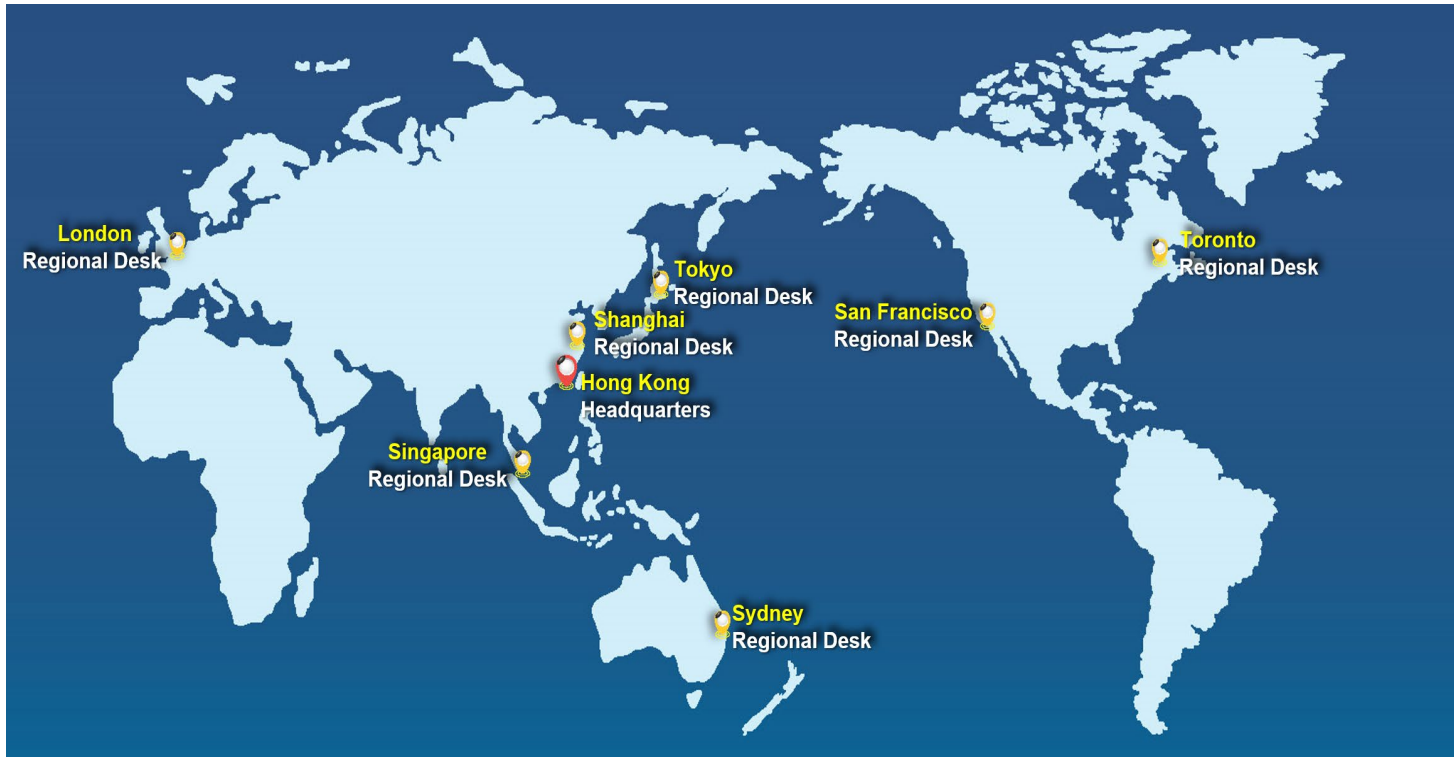 London
Regional Desk
Toronto
Regional Desk
Tokyo
Regional Desk
San Francisco
Regional Desk
Shanghai
Regional Desk
Hong Kong
Headquarters
Singapore
Regional Desk
Sydney
Regional Desk